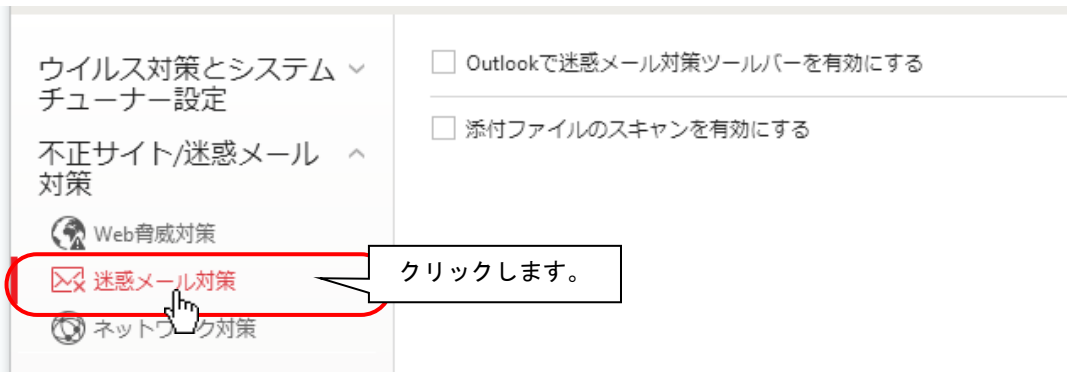 ウイルス対策とシステム
チューナー設定
不正サイト/迷惑メール
対策
Web脅威対策
迷惑メール対策
ネットワーク対策
Outlookで迷惑メール対策ツールバーを有効にする
添付ファイルのスキャンを有効にする
クリックします。